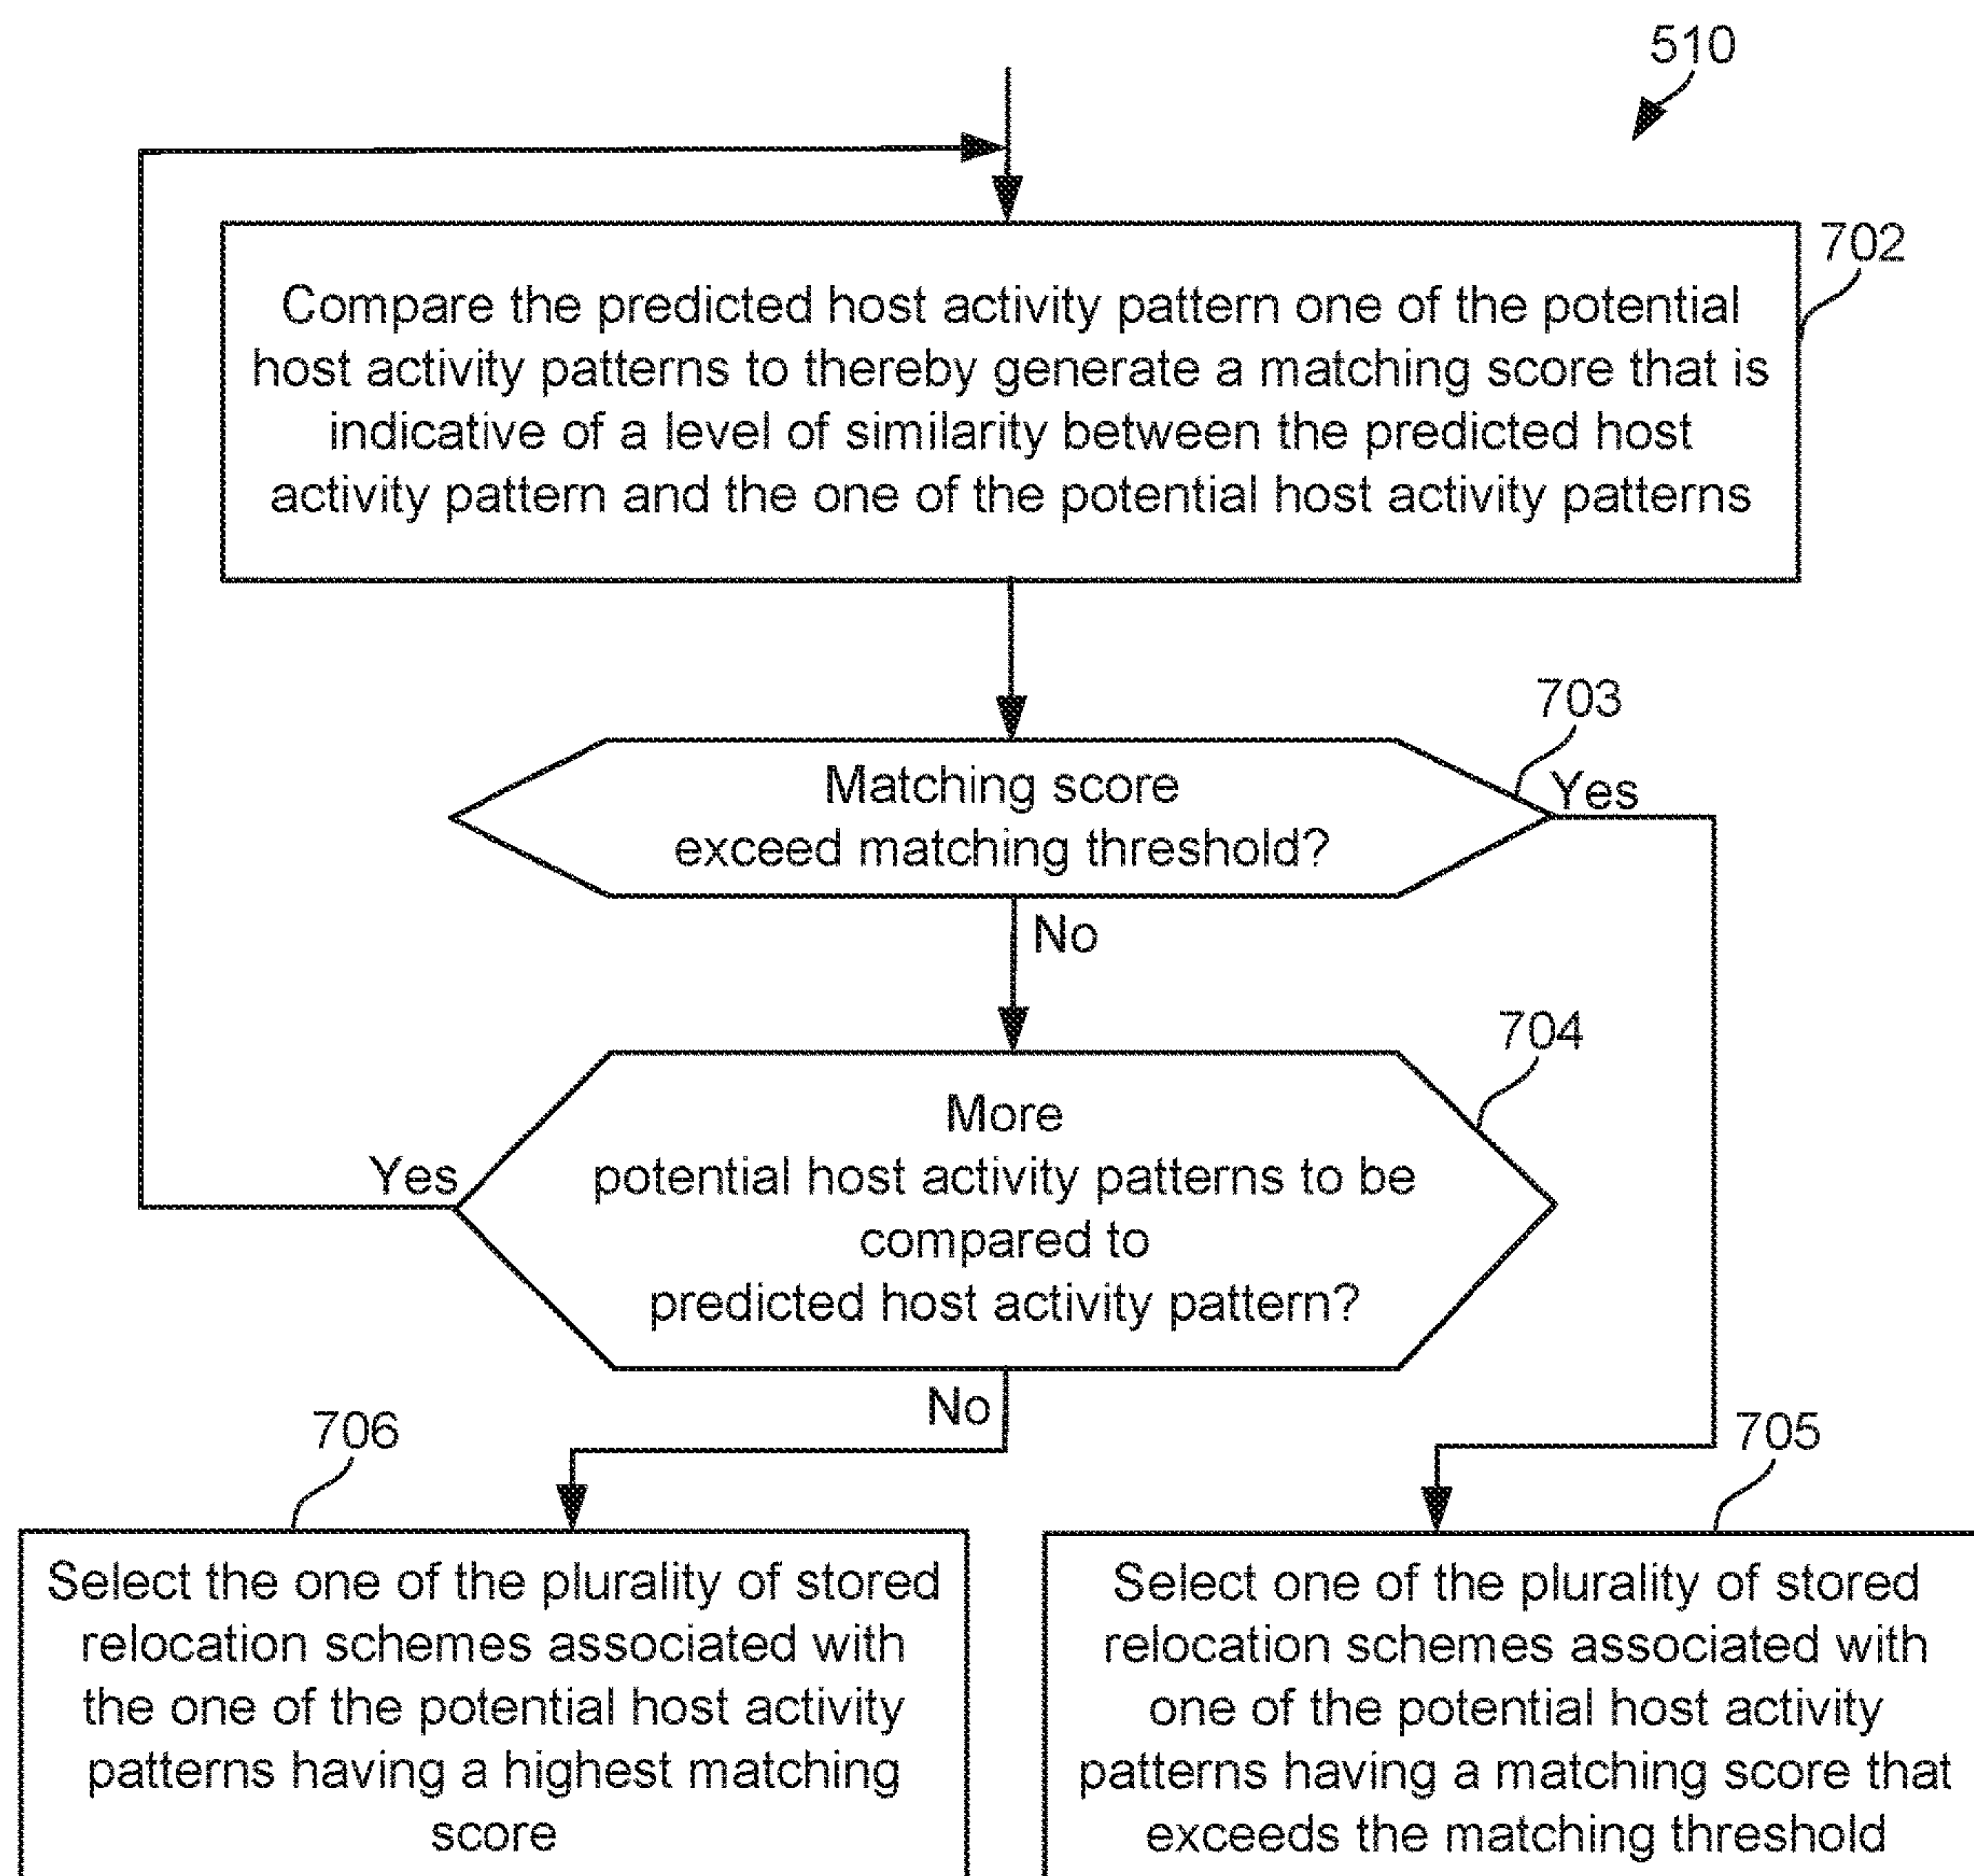 510
702
Compare the predicted host activity pattern one of the potential
host activity patterns to thereby generate a matching score that is
indicative of a level of similarity between the predicted host
activity pattern and the one of the potential host activity patterns
703
Matching score
exceed matching threshold?
Yes
No
704
More
potential host activity patterns to be
compared to
predicted host activity pattern?
Yes
No
706
Select the one of the plurality of stored
relocation schemes associated with
the one of the potential host activity
patterns having a highest matching
score
705
Select one of the plurality of stored
relocation schemes associated with
one of the potential host activity
patterns having a matching score that
exceeds the matching threshold